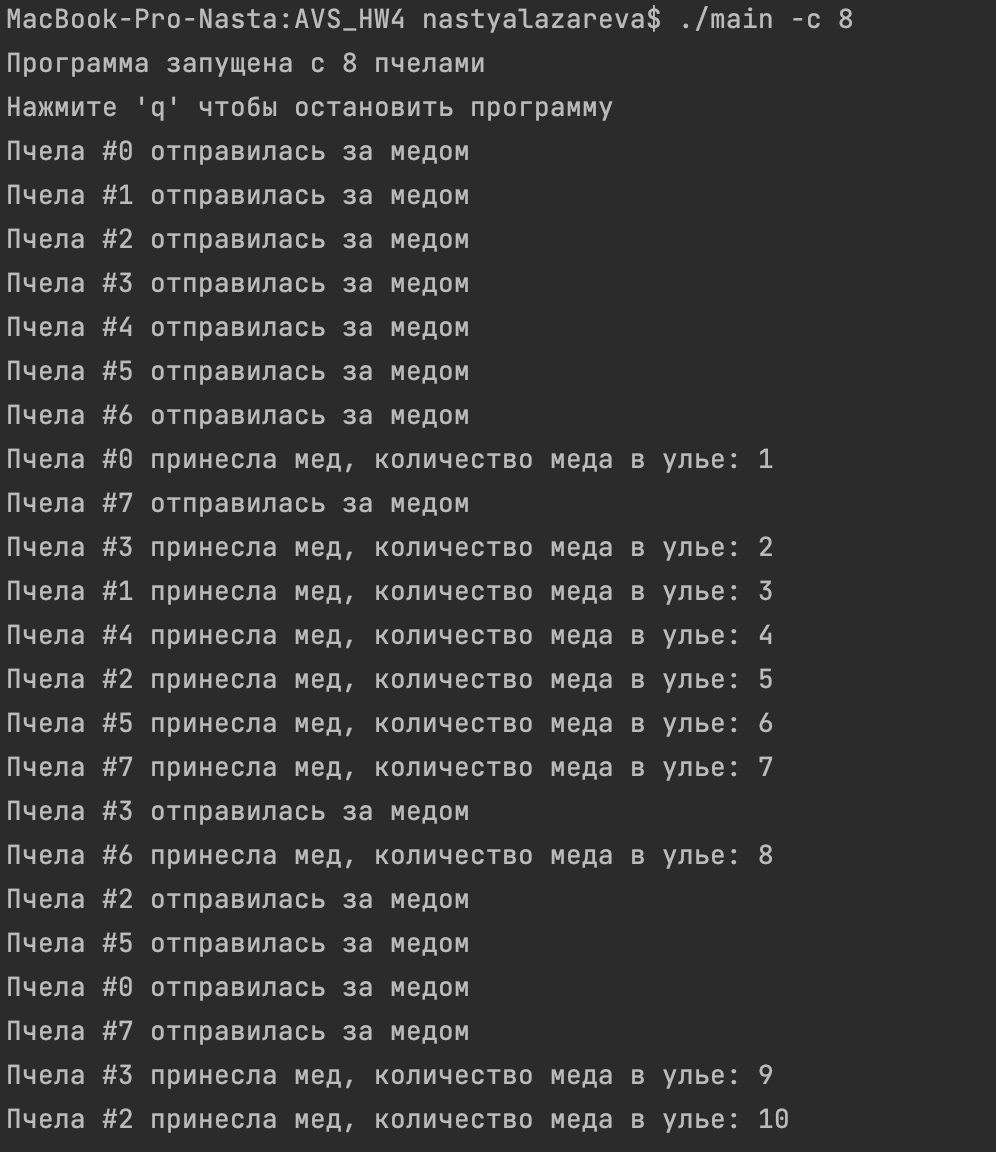 MacBook-Pro-Nasta:AVS_HW4 nastyalazareva$ ./main -c 8
Программа запущена с 8 пчелами
Нажмите 'q' чтобы остановить программу
Пчела #0 отправилась за медом
Пчела #1 отправилась за медом
Пчела #2 отправилась за медом
Пчела #3 отправилась за медом
Пчела #4 отправилась за медом
Пчела #5 отправилась за медом
Пчела #6 отправилась за медом
Пчела #0 принесла мед, количество меда в улье: 1
Пчела #7 отправилась за медом
Пчела #3 принесла мед, количество меда в улье: 2
Пчела #1 принесла мед, количество меда в улье: 3
Пчела #4 принесла мед, количество меда в улье: 4
Пчела #2 принесла мед, количество меда в улье: 5
Пчела #5 принесла мед, количество меда в улье: 6
Пчела #7 принесла мед, количество меда в улье: 7
Пчела #3 отправилась за медом
Пчела #6 принесла мед, количество меда в улье: 8
Пчела #2 отправилась за медом
Пчела #5 отправилась за медом
Пчела #0 отправилась за медом
Пчела #7 отправилась за медом
Пчела #3 принесла мед, количество меда в улье: 9
Пчела #2 принесла мед, количество меда в улье: 10